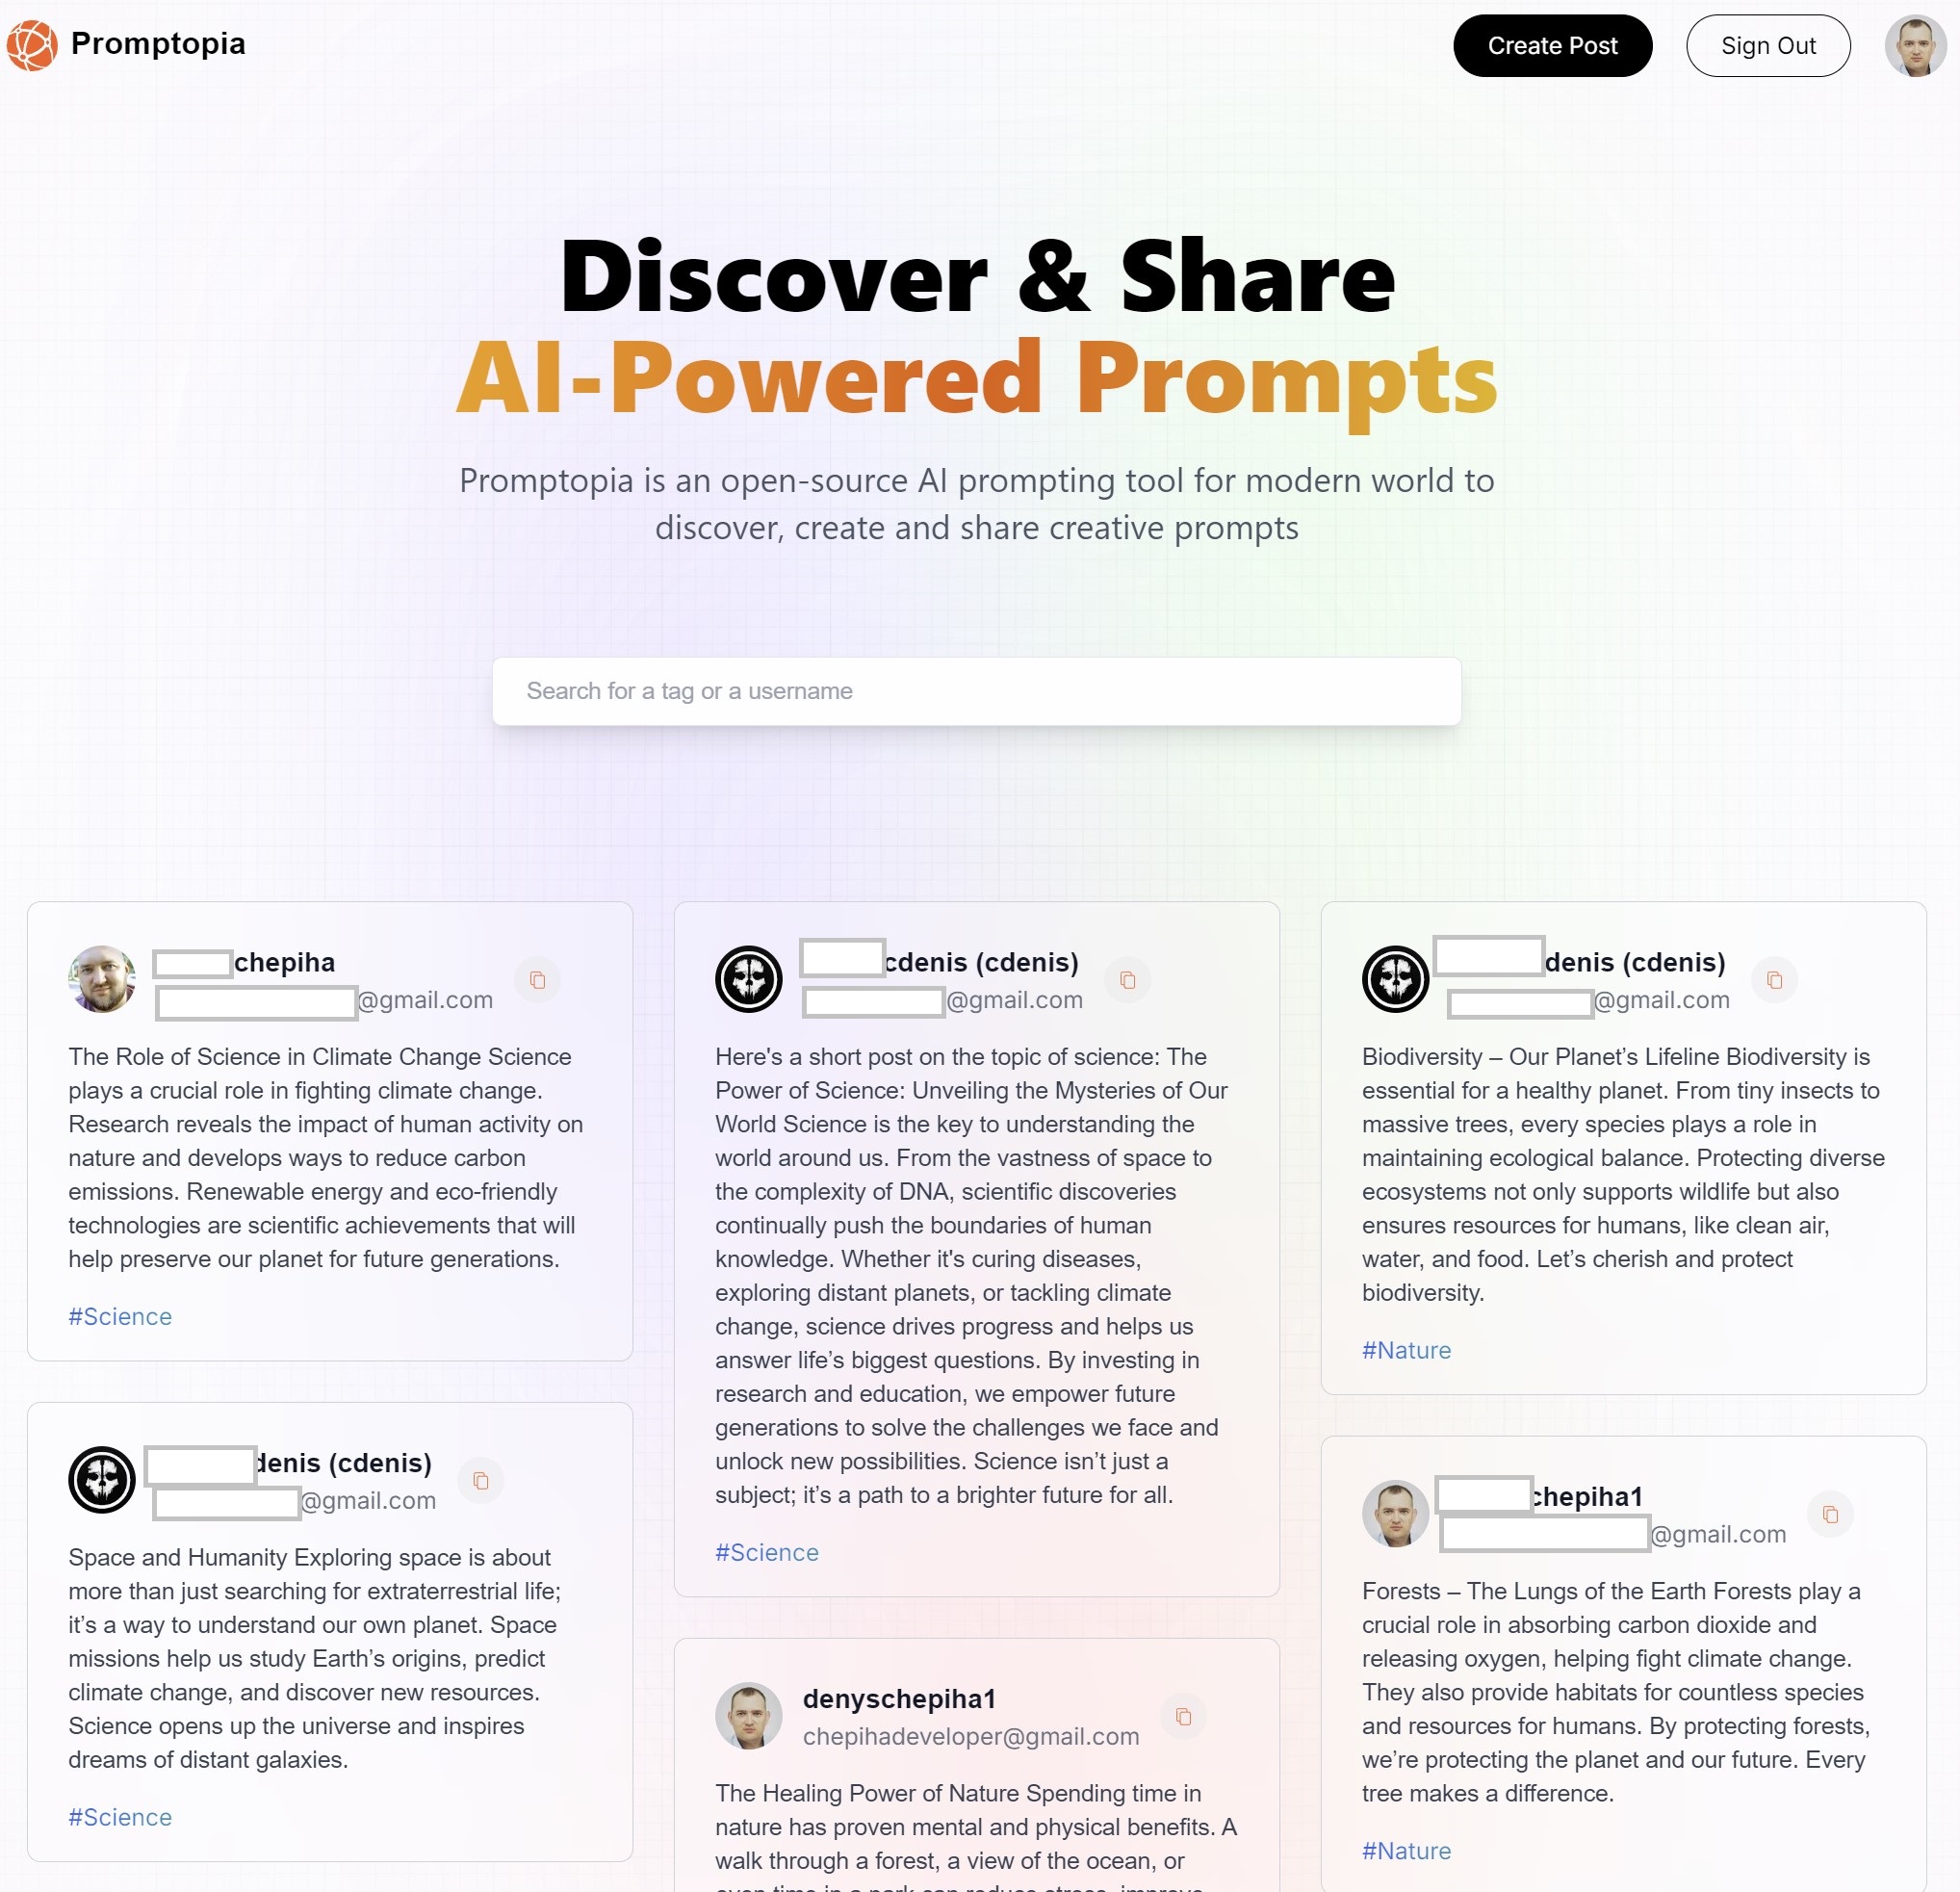 Promptopia
Create Post
Sign Out
Discover & Share
AI-Powered Prompts
Promptopia is an open-source AI prompting tool for modern world to
discover, create and share creative prompts
Search for a tag or a username
chepiha
@gmail.com
The Role of Science in Climate Change Science
plays a crucial role in fighting climate change.
Research reveals the impact of human activity on
nature and develops ways to reduce carbon
emissions. Renewable energy and eco-friendly
technologies are scientific achievements that will
help preserve our planet for future generations.
#Science
denis (cdenis)
@gmail.com
Space and Humanity Exploring space is about
more than just searching for extraterrestrial life;
it’s a way to understand our own planet. Space
missions help us study Earth’s origins, predict
climate change, and discover new resources.
Science opens up the universe and inspires
dreams of distant galaxies.
#Science
cdenis (cdenis)
@gmail.com
Here's a short post on the topic of science: The
Power of Science: Unveiling the Mysteries of Our
World Science is the key to understanding the
world around us. From the vastness of space to
the complexity of DNA, scientific discoveries
continually push the boundaries of human
knowledge. Whether it's curing diseases,
exploring distant planets, or tackling climate
change, science drives progress and helps us
answer life’s biggest questions. By investing in
research and education, we empower future
generations to solve the challenges we face and
unlock new possibilities. Science isn’t just a
subject; it’s a path to a brighter future for all.
#Science
denyschepiha1
chepihadeveloper@gmail.com
The Healing Power of Nature Spending time in
nature has proven mental and physical benefits. A
walk through a forest, a view of the ocean, or
even time in a park can reduce stress, improve
denis (cdenis)
@gmail.com
Biodiversity – Our Planet’s Lifeline Biodiversity is
essential for a healthy planet. From tiny insects to
massive trees, every species plays a role in
maintaining ecological balance. Protecting diverse
ecosystems not only supports wildlife but also
ensures resources for humans, like clean air,
water, and food. Let’s cherish and protect
biodiversity.
#Nature
chepiha1
@gmail.com
Forests – The Lungs of the Earth Forests play a
crucial role in absorbing carbon dioxide and
releasing oxygen, helping fight climate change.
They also provide habitats for countless species
and resources for humans. By protecting forests,
we’re protecting the planet and our future. Every
tree makes a difference.
#Nature